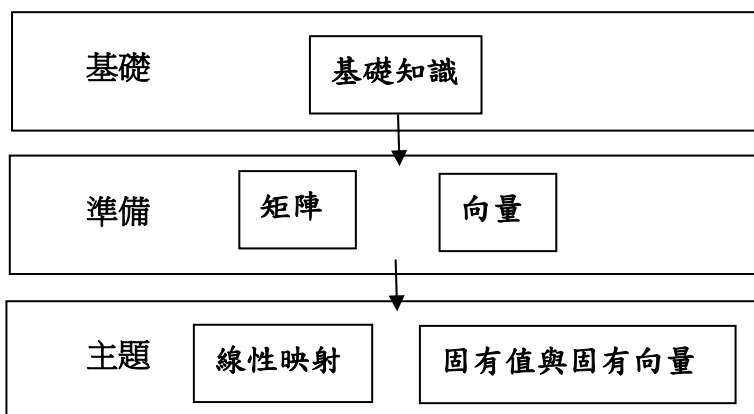 基礎
基礎知識
準備
矩陣
向量
主題
線性映射
固有值與固有向量